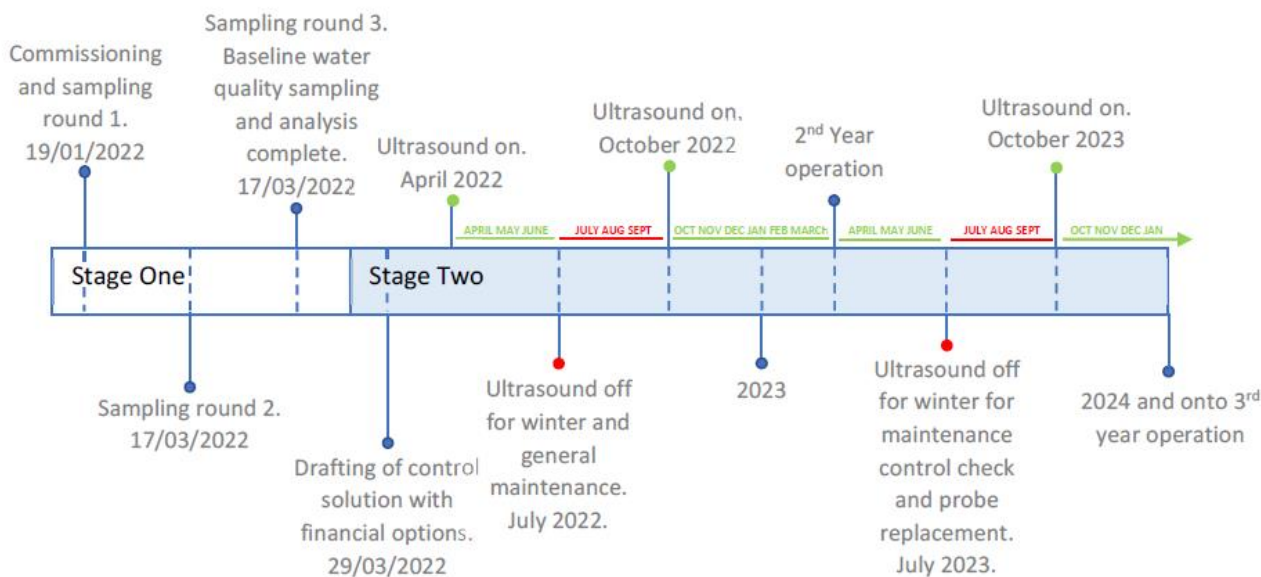 Commissioning
and sampling
round 1.
19/01/2022
Sampling round 3.
Baseline water
quality sampling
and analysis
complete.
17/03/2022
Ultrasound on.
April 2022
Ultrasound on.
October 2022
2nd Year
operation
Ultrasound on.
October 2023
APRIL MAY JUNE
JULY AUG SEPT
OCT NOV DEC JAN FEB MARCH
APRIL MAY JUNE
JULY AUG SEPT
OCT NOV DEC JAN
Stage One
Stage Two
Sampling round 2.
17/03/2022
Drafting of control
solution with
financial options.
29/03/2022
Ultrasound off
for winter and
general
maintenance.
July 2022.
2023
Ultrasound off
for winter for
maintenance
control check
and probe
replacement.
July 2023.
2024 and onto 3rd
year operation